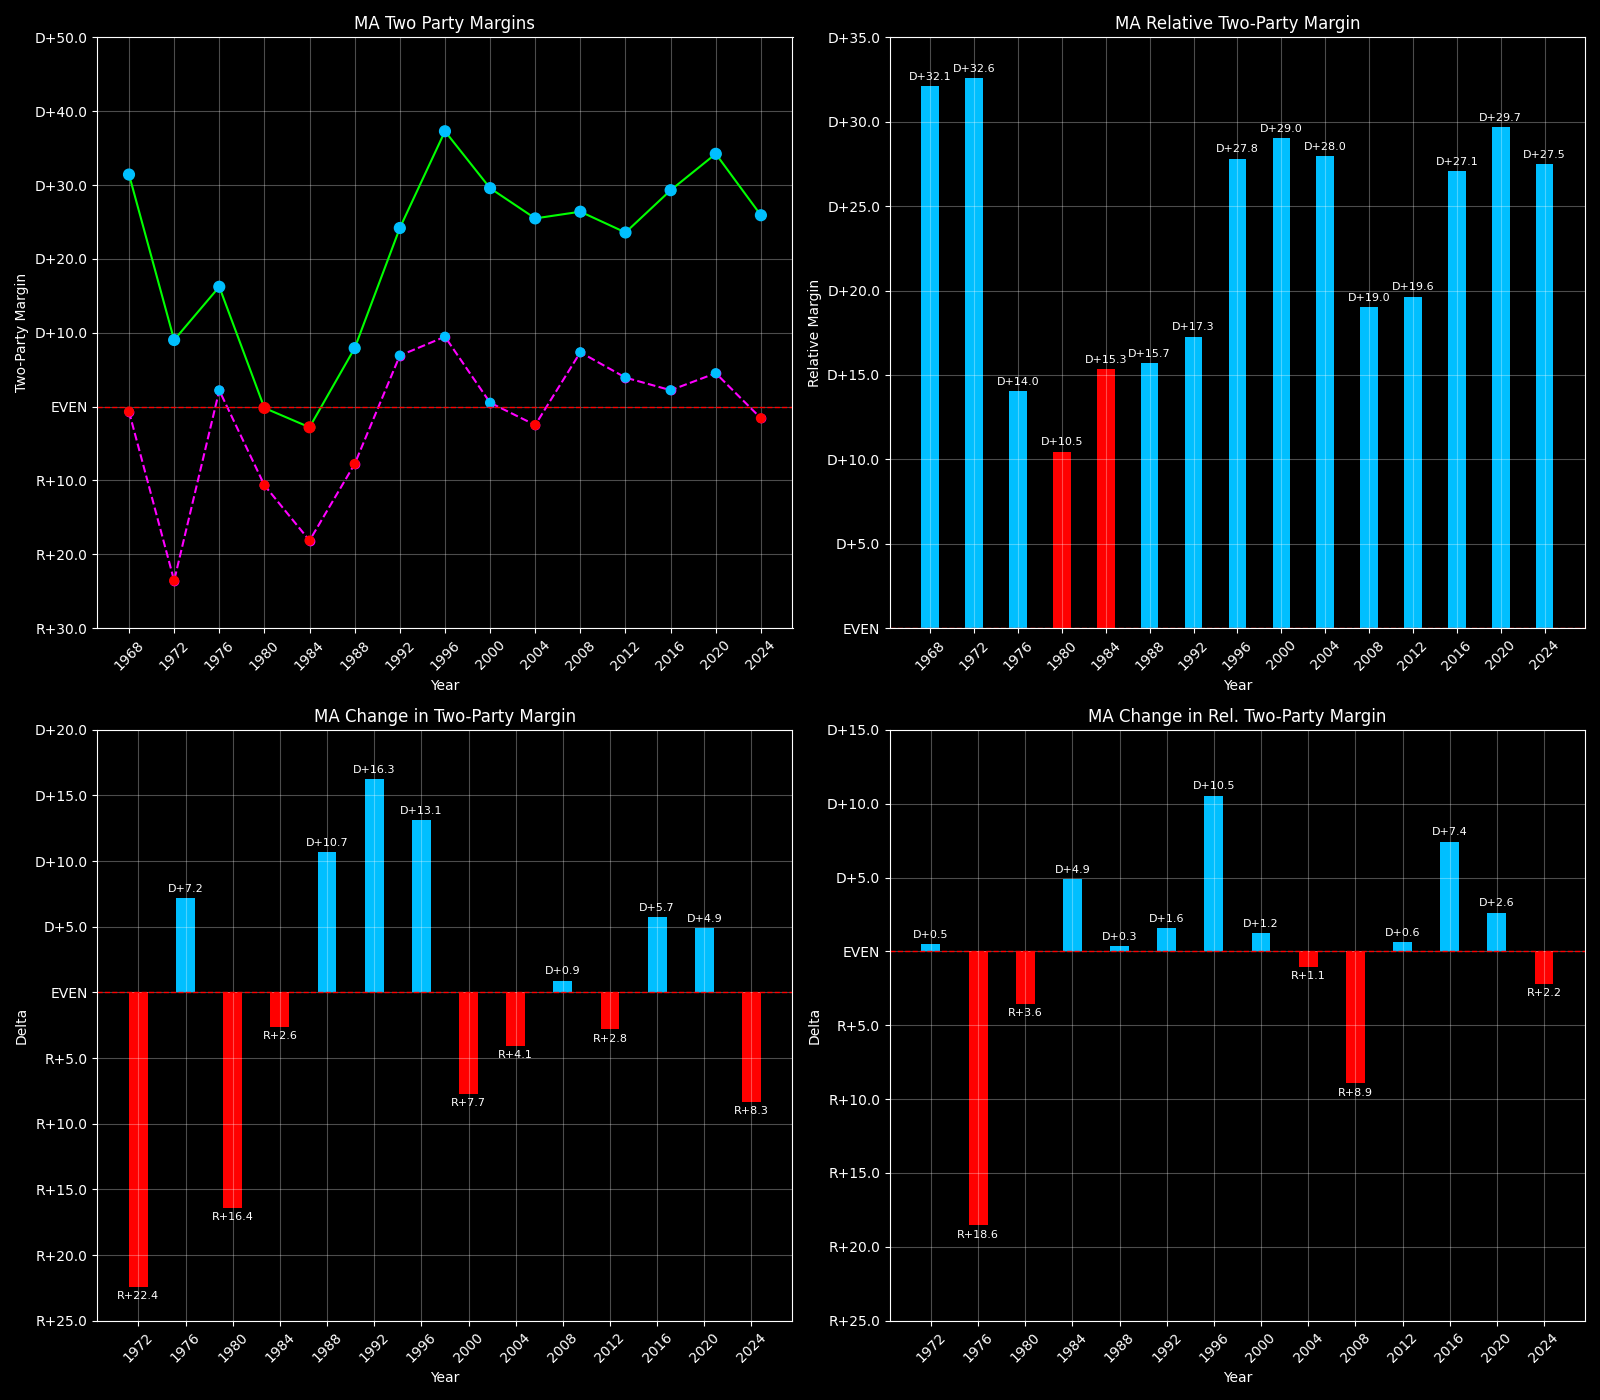 MA Two Party Margins
D+50.0
D+40.0
D+30.0
D+20.0
D+10.0
EVEN
R+10.0
R+20.0
R+30.0
Two-Party Margin
1968 1972 1976 1980 1984 1988 1992 1996 2000 2004 2008 2012 2016 2020 2024
Year
MA Relative Two-Party Margin
D+35.0
D+30.0
D+25.0
D+20.0
D+15.0
D+10.0
D+5.0
EVEN
Relative Margin
D+32.1 D+32.6 D+14.0 D+10.5 D+15.3 D+15.7 D+17.3 D+27.8 D+29.0 D+28.0 D+19.0 D+19.6 D+27.1 D+29.7 D+27.5
1968 1972 1976 1980 1984 1988 1992 1996 2000 2004 2008 2012 2016 2020 2024
Year
MA Change in Two-Party Margin
D+20.0
D+15.0
D+10.0
D+5.0
EVEN
R+5.0
R+10.0
R+15.0
R+20.0
R+25.0
Delta
R+22.4 D+7.2 R+16.4 R+2.6 D+10.7 D+16.3 D+13.1 R+7.7 R+4.1 D+0.9 R+2.8 D+5.7 D+4.9 R+8.3
1972 1976 1980 1984 1988 1992 1996 2000 2004 2008 2012 2016 2020 2024
Year
MA Change in Rel. Two-Party Margin
D+15.0
D+10.0
D+5.0
EVEN
R+5.0
R+10.0
R+15.0
R+20.0
R+25.0
Delta
D+0.5 R+18.6 R+3.6 D+4.9 D+0.3 D+1.6 D+10.5 D+1.2 R+1.1 R+8.9 D+0.6 D+7.4 D+2.6 R+2.2
1972 1976 1980 1984 1988 1992 1996 2000 2004 2008 2012 2016 2020 2024
Year